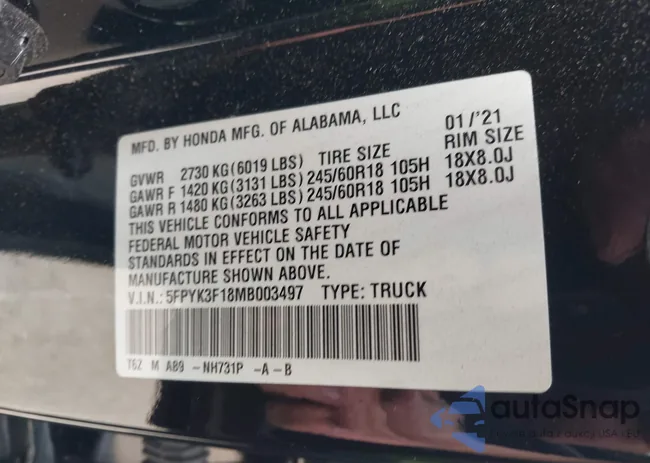 MFD. BY HONDA MFG. OF ALABAMA, LLC 01/'21
GVWR 2730 KG (6019 LBS) TIRE SIZE RIM SIZE
GAWR F 1420 KG (3131 LBS) 245/60R18 105H 18X8.0J
GAWR R 1480 KG (3263 LBS) 245/60R18 105H 18X8.0J
THIS VEHICLE CONFORMS TO ALL APPLICABLE
FEDERAL MOTOR VEHICLE SAFETY
STANDARDS IN EFFECT ON THE DATE OF
MANUFACTURE SHOWN ABOVE.
V.I.N.: 5FPYK3F18MB003497 TYPE: TRUCK
T6Z M A89 -NH731P -A-B
autaSnap